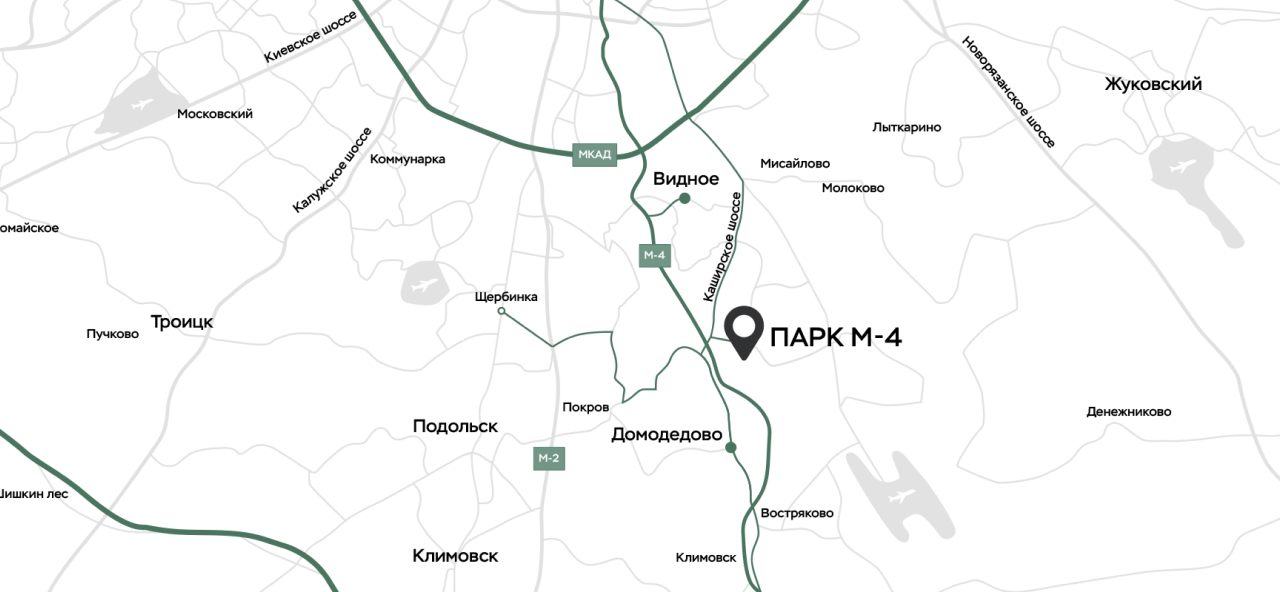 Киевское шоссе
Новорязанское шоссе
Жуковский
Московский
Лыткарино
Калужское шоссе
Коммунарка
МКАД
Мисайлово
Видное
Молоково
Каширское шоссе
омайское
М-4
Щербинка
Троицк
Пучково
ПАРК М-4
Покров
Денежниково
Подольск
Домодедово
М-2
Шишкин лес
Востряково
Климовск
Климовск